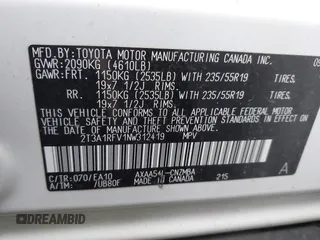 MFD.BY:TOYOTA MOTOR MANUFACTURING CANADA INC.
GVWR:2090KG (4610LB)
GAWR:FRT. 1150KG (2535LB) WITH 235/55R19 TIRES,
19x7 1/2J RIMS,
RR. 1150KG (2535LB) WITH 235/55R19 TIRES,
19x7 1/2J RIMS,
THIS VEHICLE CONFORMS TO ALL APPLICABLE FEDERAL MOTOR
VEHICLE SAFETY AND THEFT PREVENTION STANDARDS IN
EFFECT ON THE DATE OF MANUFACTURE SHOWN ABOVE.
2T3A1RFV1NW312419 MPV
C/TR:070/EA10 AXAA54L-CNZMBA A
A/TM: /U880F MADE IN CANADA 215
© DREAMBID DREAMBID.COM